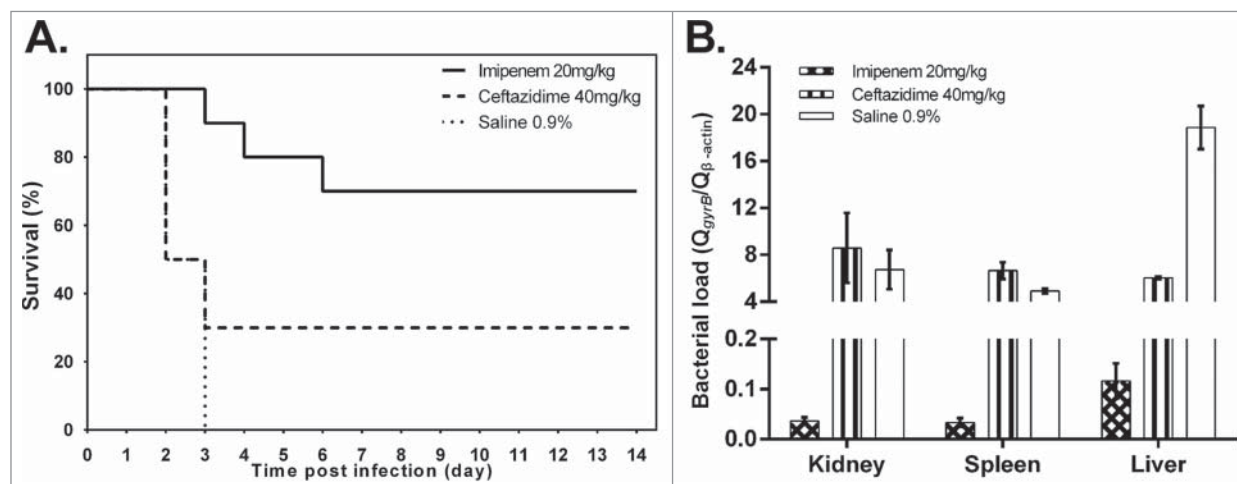 A.
Imipenem 20mg/kg
Ceftazidime 40mg/kg
Saline 0.9%
Survival (%)
100
80
60
40
20
0
0 1 2 3 4 5 6 7 8 9 10 11 12 13 14
Time post infection (day)
B.
Imipenem 20mg/kg
Ceftazidime 40mg/kg
Saline 0.9%
Bacterial load (QgyrB/Qβ-actin)
24
20
16
12
8
4
0.2
0.1
0.0
Kidney Spleen Liver